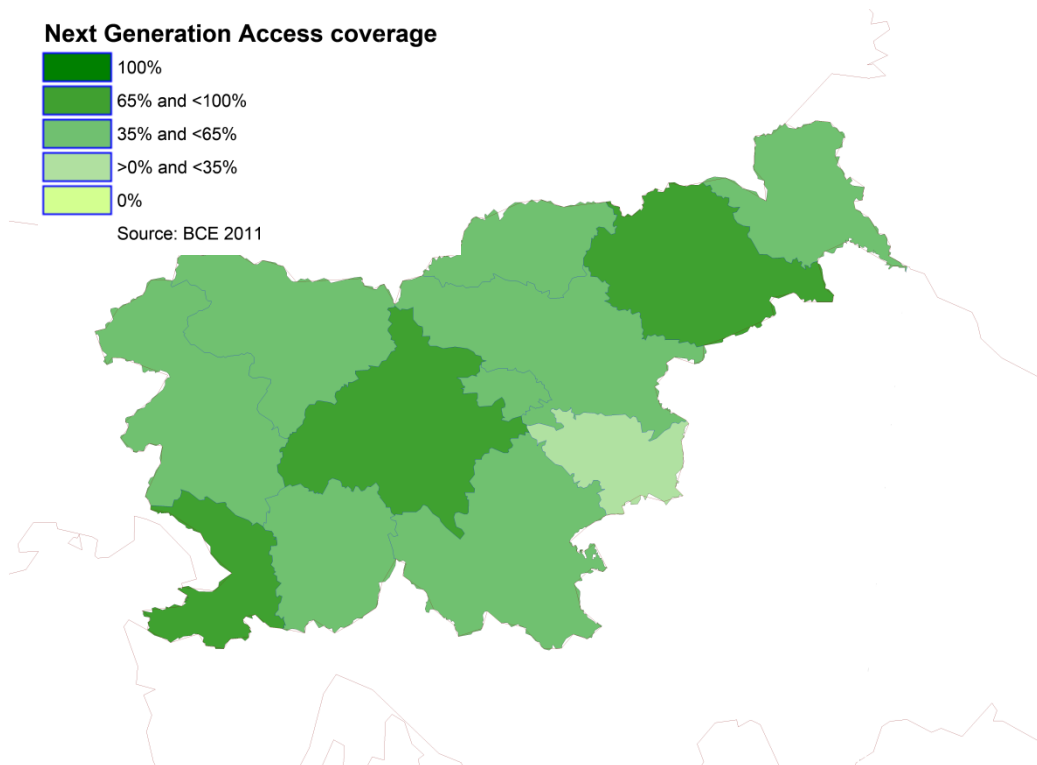 Next Generation Access coverage
100%
65% and <100%
35% and <65%
>0% and <35%
0%
Source: BCE 2011